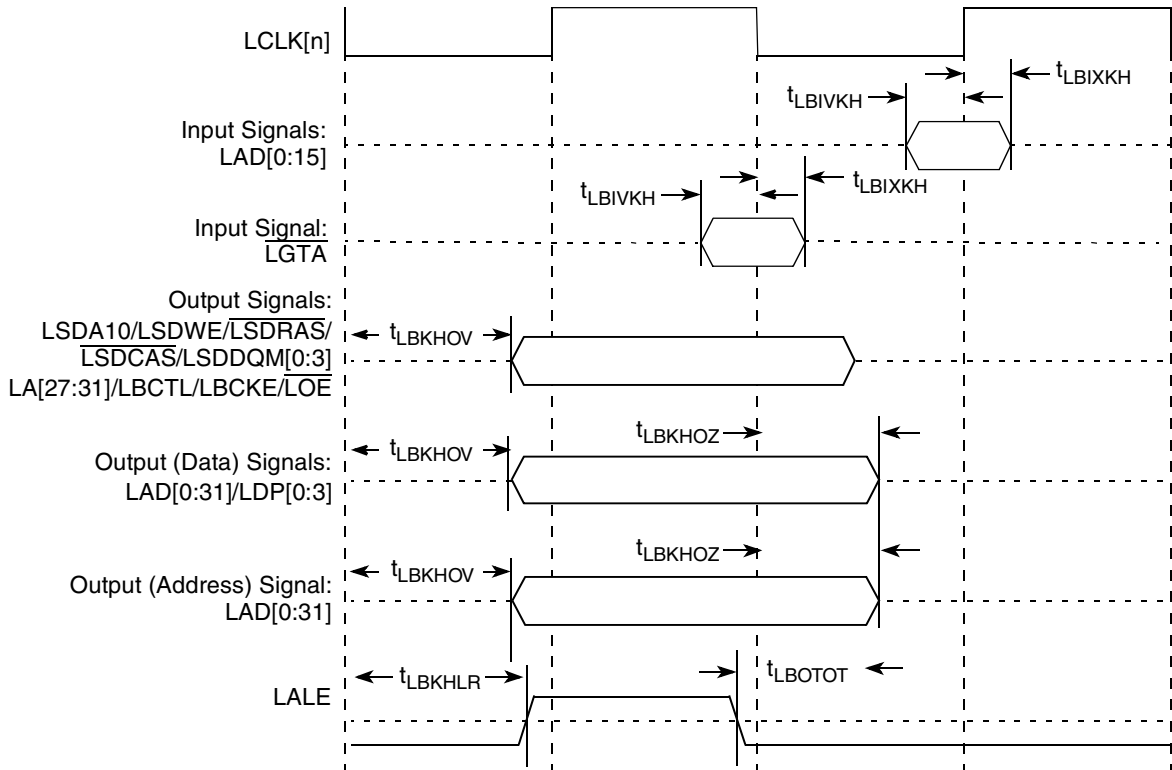 LCLK[n]
tLBIXKH
tLBIVKH
Input Signals:
LAD[0:15]
tLBIXKH
tLBIVKH
Input Signal:
LGTA
Output Signals:
LSDA10/LSDWE/LSDRAS/
LSDCAS/LSDDQM[0:3]
LA[27:31]/LBCTL/LBCKE/LOE
tLBKHOV
tLBKHOZ
tLBKHOV
Output (Data) Signals:
LAD[0:31]/LDP[0:3]
tLBKHOZ
tLBKHOV
Output (Address) Signal:
LAD[0:31]
tLBKHLR
tLBOTOT
LALE